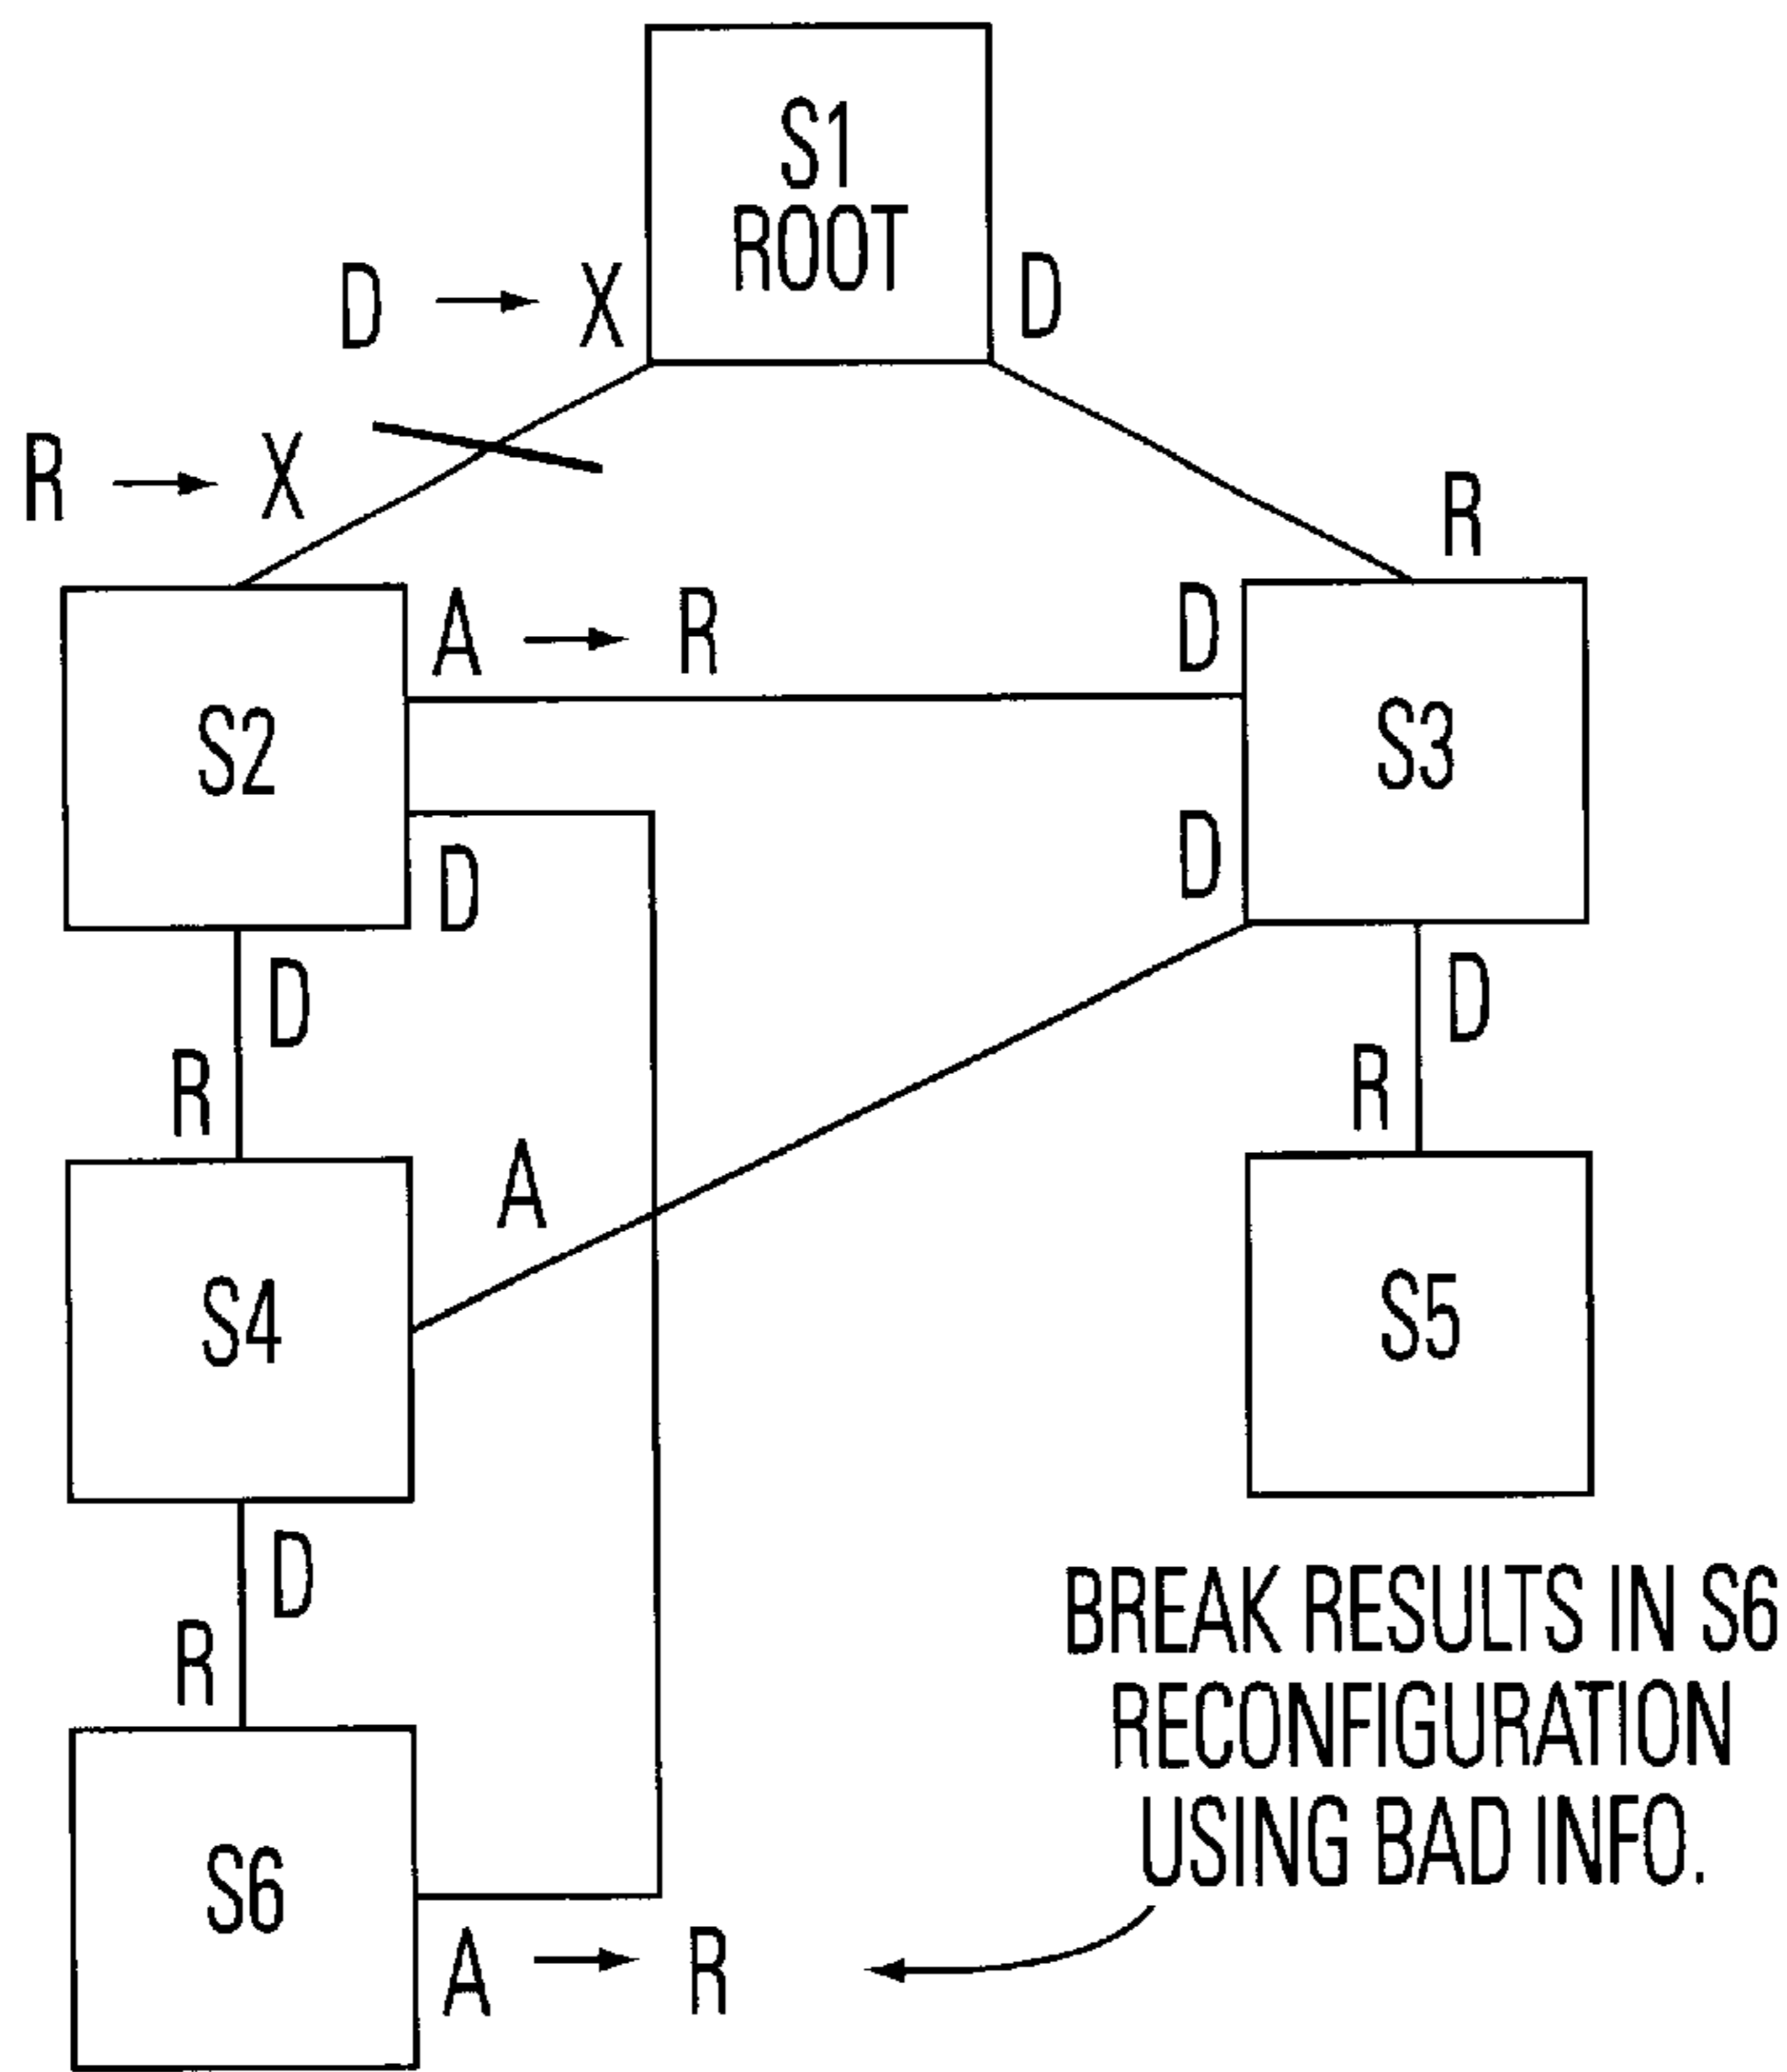 S1
ROOT
D → X
D
R → X
R
A → R
D
S2
S3
D
D
D
D
R
R
A
S4
S5
D
R
BREAK RESULTS IN S6
RECONFIGURATION
USING BAD INFO.
S6
A → R